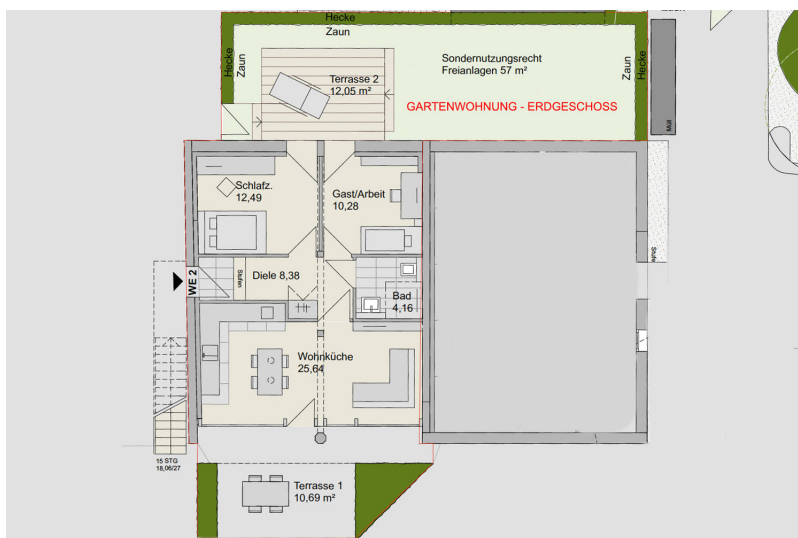 Hecke
Zaun
Hecke
Zaun
Zaun
Hecke
Sondernutzungsrecht
Freianlagen 57 m²
Terrasse 2
12,05 m²
GARTENWOHNUNG - ERDGESCHOSS
Müll
Schlafz.
12,49
Gast/Arbeit
10,28
WE 2
Stufen
Diele 8,38
Bad
4,16
Stufe
Wohnküche
25,64
15 STG
18,06/27
Terrasse 1
10,69 m²